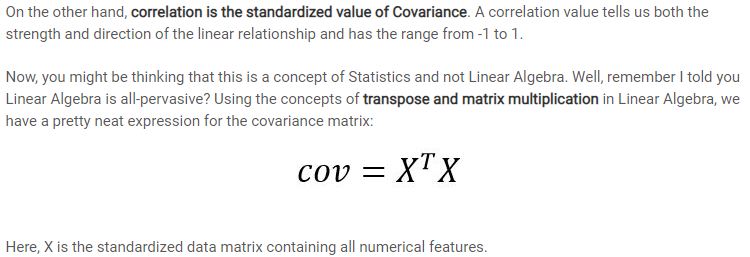 On the other hand, correlation is the standardized value of Covariance. A correlation value tells us both the
strength and direction of the linear relationship and has the range from -1 to 1.
Now, you might be thinking that this is a concept of Statistics and not Linear Algebra. Well, remember I told you
Linear Algebra is all-pervasive? Using the concepts of transpose and matrix multiplication in Linear Algebra, we
have a pretty neat expression for the covariance matrix:
cov = Xᵀ X
Here, X is the standardized data matrix containing all numerical features.